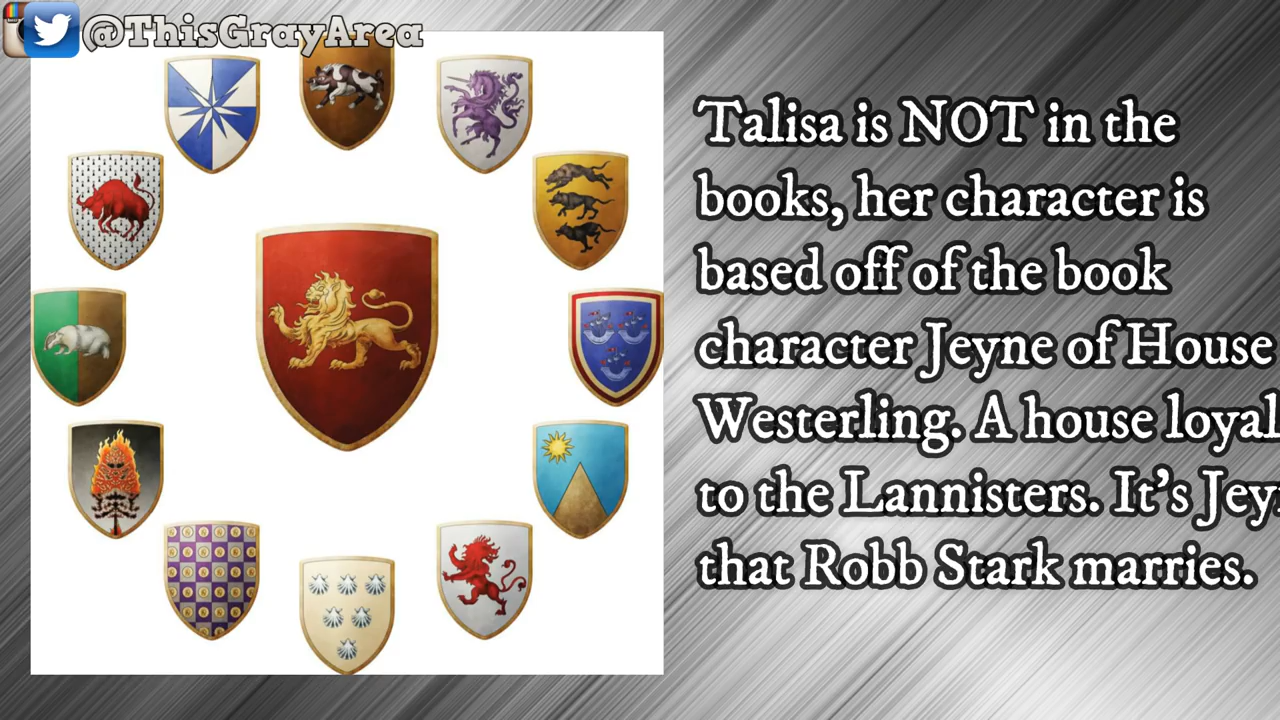 @ThisGrayArea
Talisa is NOT in the
books, her character is
based off of the book
character Jeyne of House
Westerling. A house loyal
to the Lannisters. It's
that Robb Stark marries.